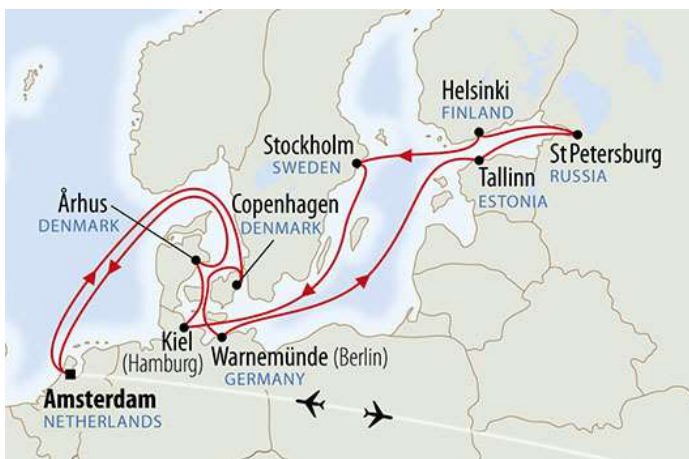 Helsinki
FINLAND
Stockholm
SWEDEN
St Petersburg
RUSSIA
Tallinn
ESTONIA
Århus
DENMARK
Copenhagen
DENMARK
Kiel
(Hamburg)
Warnemünde (Berlin)
GERMANY
Amsterdam
NETHERLANDS